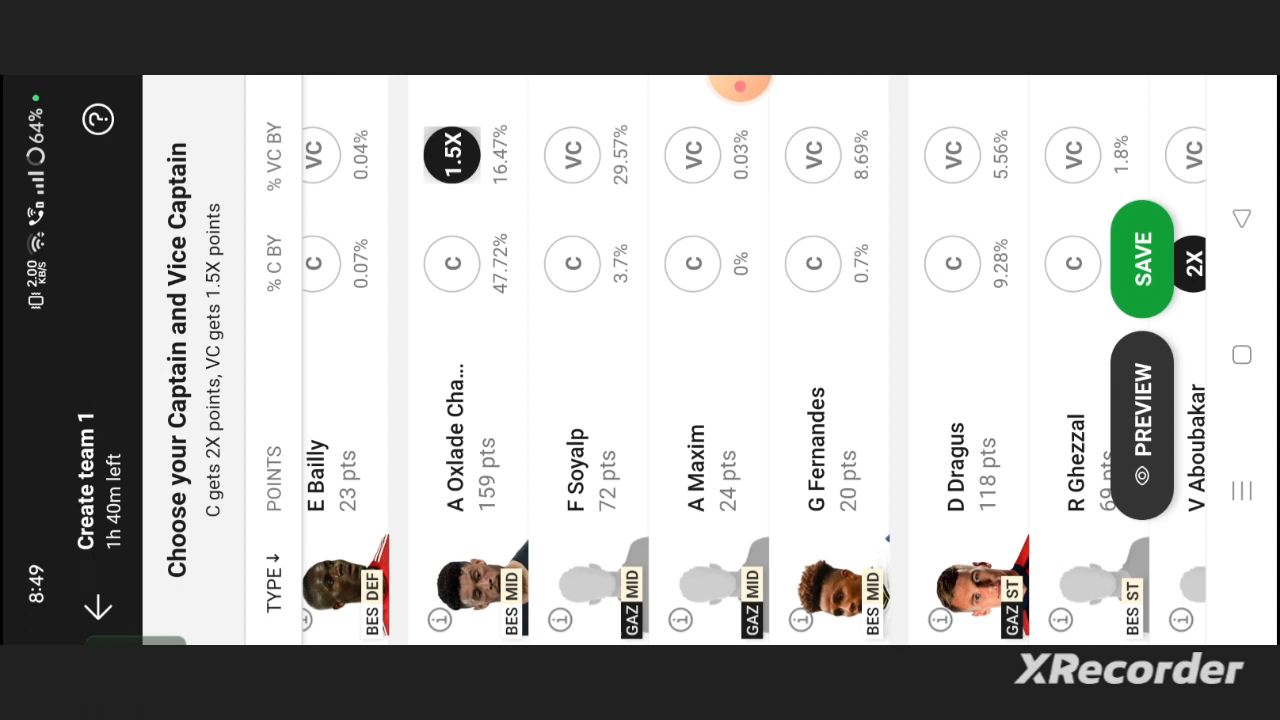 8:49
2.00 KB/S
64%
Create team 1
1h 40m left
?
Choose your Captain and Vice Captain
C gets 2X points, VC gets 1.5X points
TYPE ↓ POINTS % C BY % VC BY
E Bailly C VC
23 pts 0.07% 0.04%
BES DEF
A Oxlade Cha... C 1.5X
159 pts 47.72% 16.47%
BES MID
F Soyalp C VC
72 pts 3.7% 29.57%
GAZ MID
A Maxim C VC
24 pts 0% 0.03%
GAZ MID
G Fernandes C VC
20 pts 0.7% 8.69%
BES MID
D Dragus C VC
118 pts 9.28% 5.56%
GAZ ST
R Ghezzal C VC
69 pts 1.8%
BES ST
PREVIEW SAVE
V Aboubakar 2X VC
XRecorder